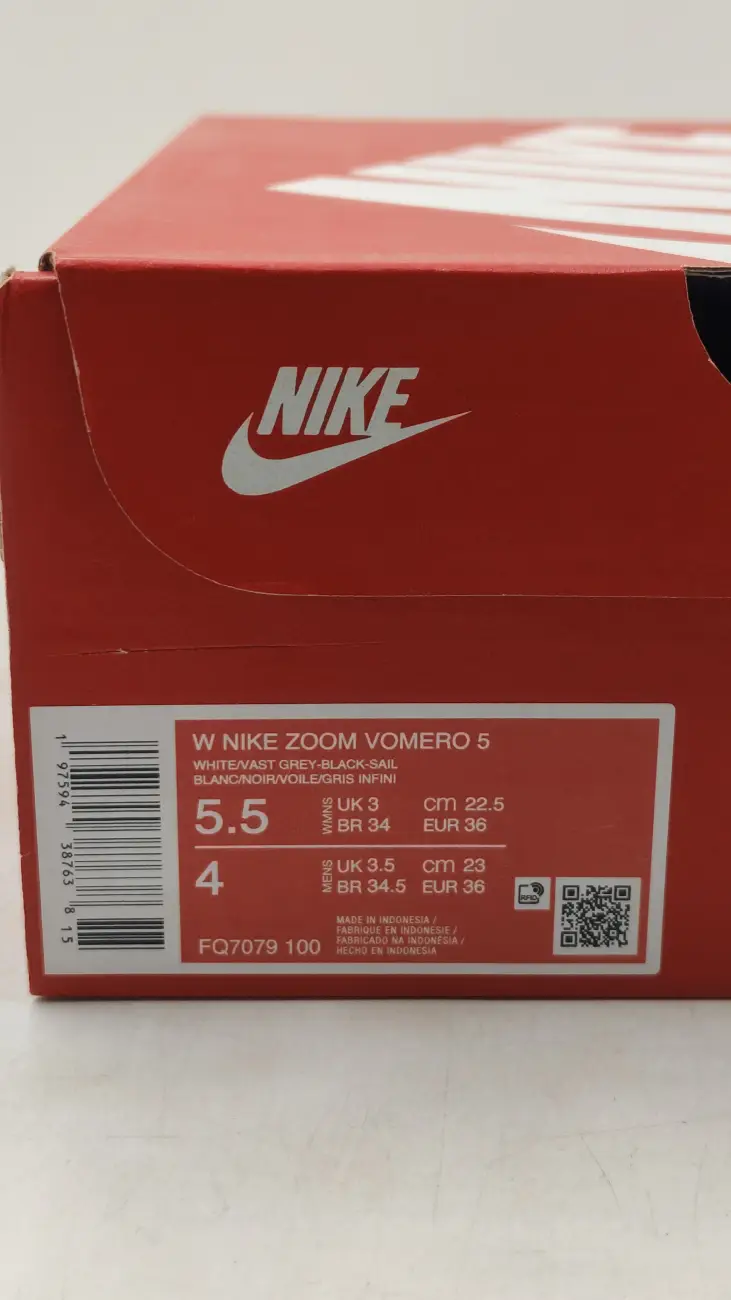 NIKE
W NIKE ZOOM VOMERO 5
WHITE/VAST GREY-BLACK-SAIL
BLANC/NOIR/VOILE/GRIS INFINI
5.5 WMNS UK 3 cm 22.5
BR 34 EUR 36
4 MENS UK 3.5 cm 23
BR 34.5 EUR 36
FQ7079 100
MADE IN INDONESIA /
FABRIQUE EN INDONESIE /
FABRICADO NA INDONÉSIA /
HECHO EN INDONESIA
RFID
1 97594 38763 815